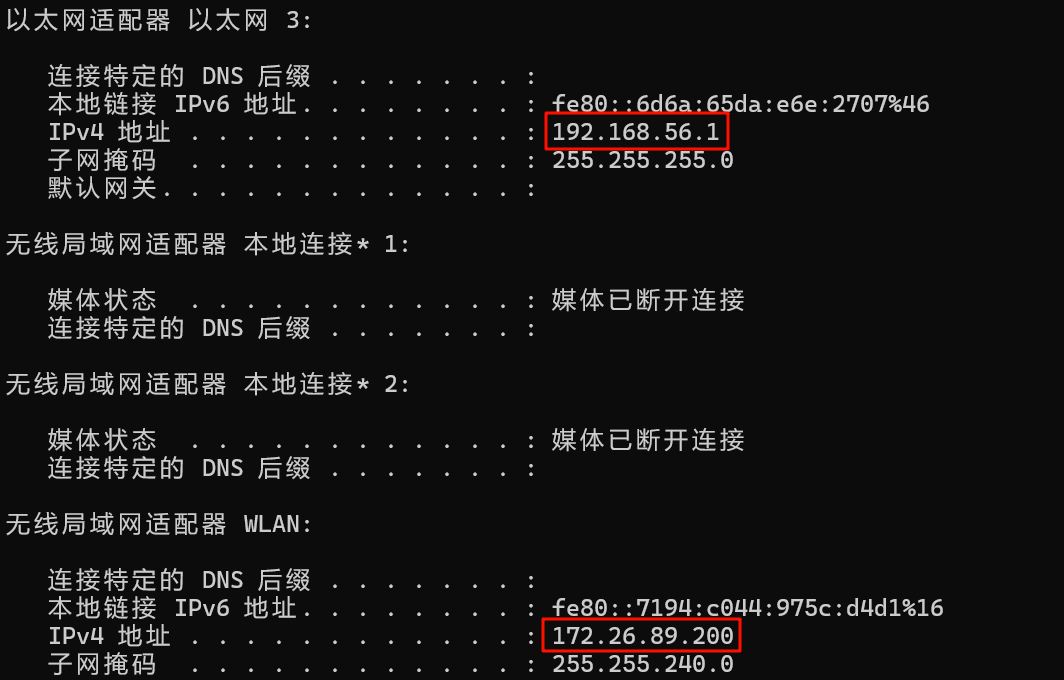 以太网适配器 以太网 3:
连接特定的 DNS 后缀 . . . . . . . :
本地链接 IPv6 地址. . . . . . . . : fe80::6d6a:65da:e6e:2707%46
IPv4 地址 . . . . . . . . . . . . : 192.168.56.1
子网掩码  . . . . . . . . . . . . : 255.255.255.0
默认网关. . . . . . . . . . . . . :
无线局域网适配器 本地连接* 1:
媒体状态  . . . . . . . . . . . . : 媒体已断开连接
连接特定的 DNS 后缀 . . . . . . . :
无线局域网适配器 本地连接* 2:
媒体状态  . . . . . . . . . . . . : 媒体已断开连接
连接特定的 DNS 后缀 . . . . . . . :
无线局域网适配器 WLAN:
连接特定的 DNS 后缀 . . . . . . . :
本地链接 IPv6 地址. . . . . . . . : fe80::7194:c044:975c:d4d1%16
IPv4 地址 . . . . . . . . . . . . : 172.26.89.200
子网掩码  . . . . . . . . . . . . : 255.255.240.0